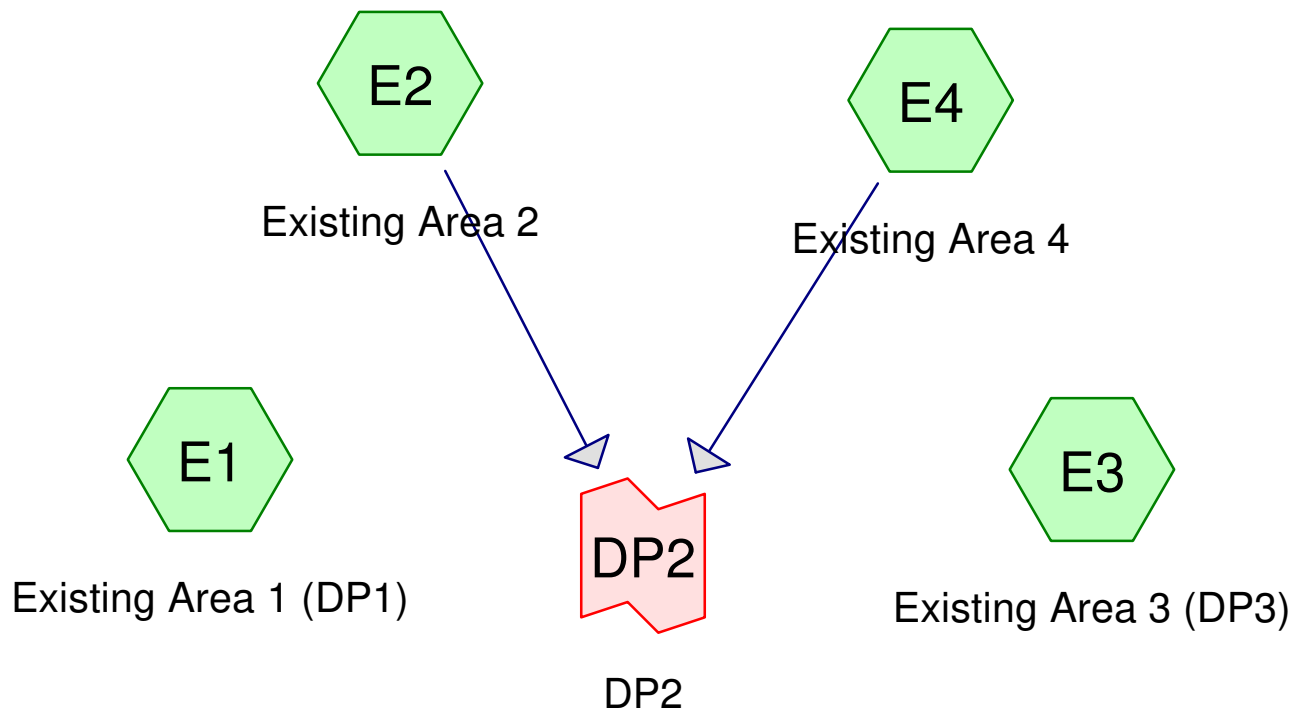 E2
E4
Existing Area 2
Existing Area 4
E1
E3
DP2
Existing Area 1 (DP1)
Existing Area 3 (DP3)
DP2